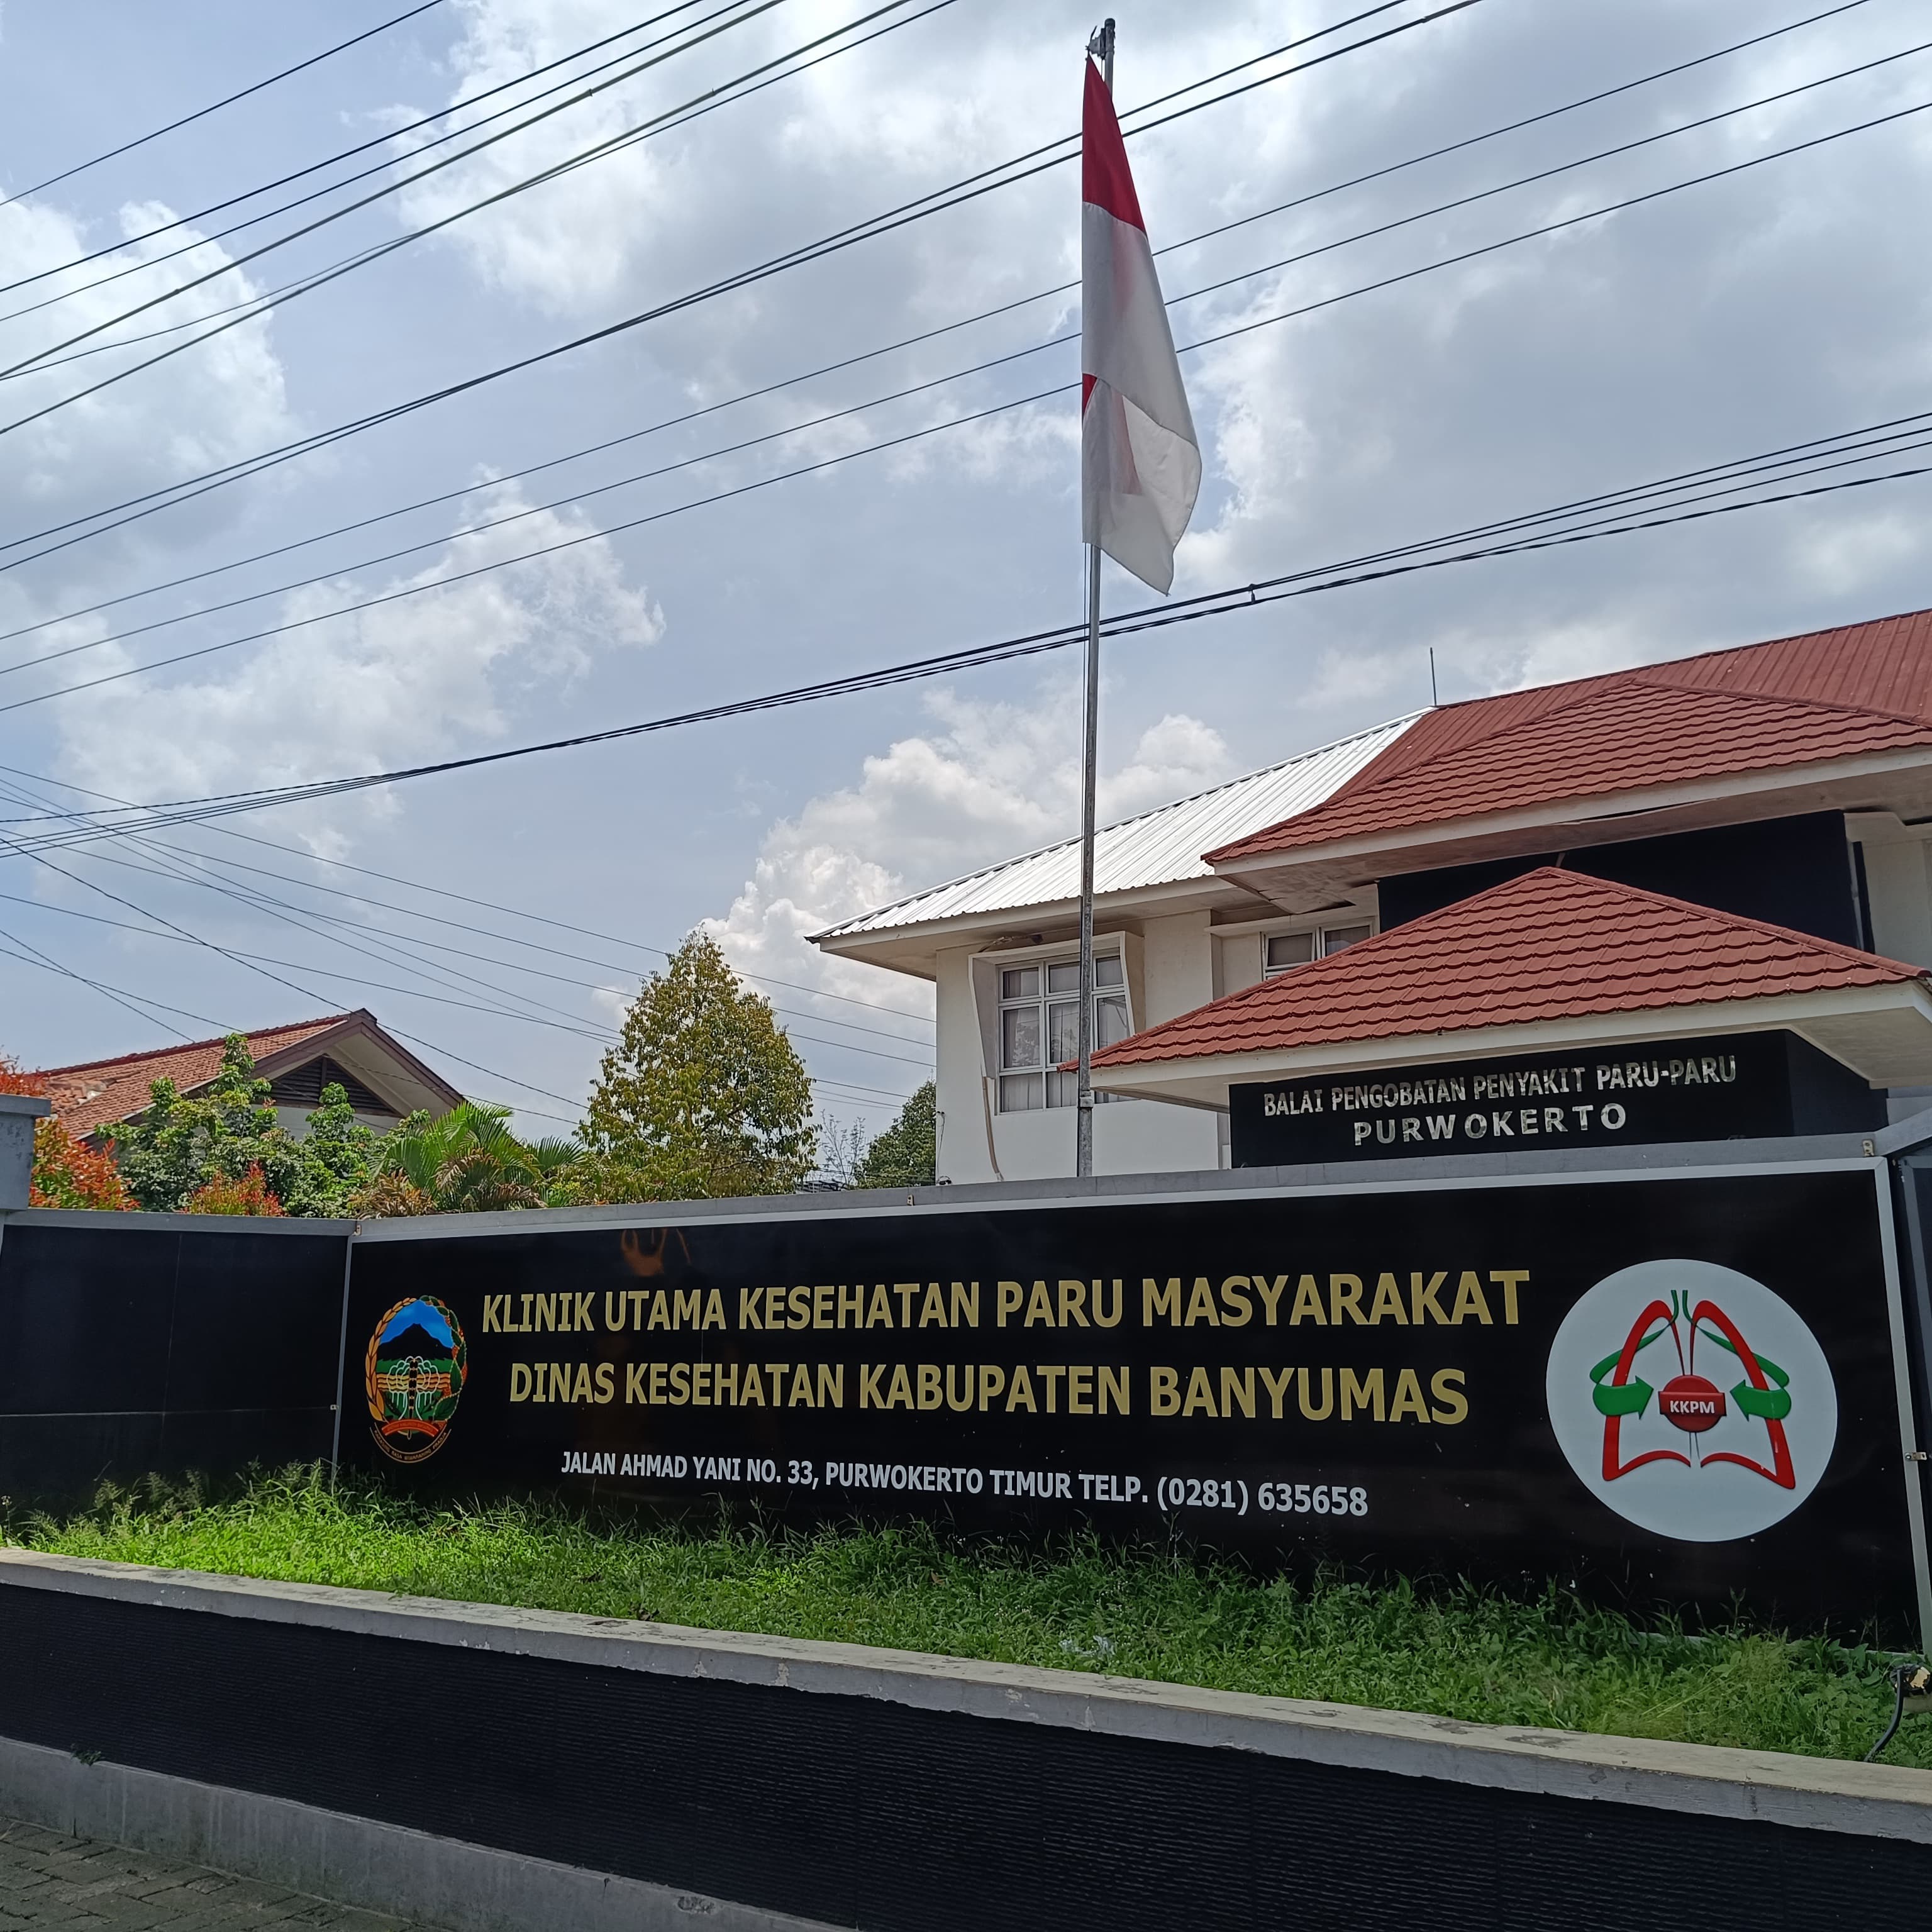 BALAI PENGOBATAN PENYAKIT PARU-PARU
PURWOKERTO
KLINIK UTAMA KESEHATAN PARU MASYARAKAT
DINAS KESEHATAN KABUPATEN BANYUMAS
JALAN AHMAD YANI NO. 33, PURWOKERTO TIMUR TELP. (0281) 635658
KKPM